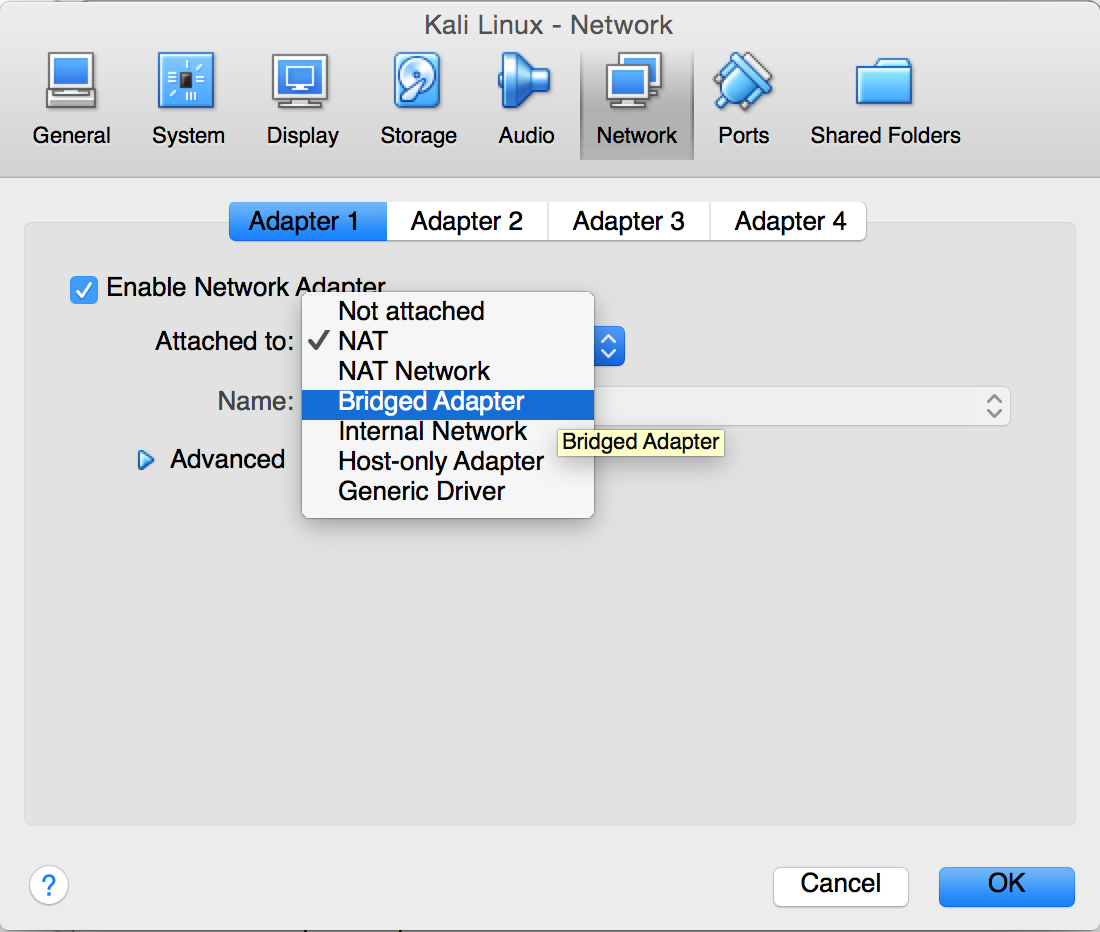 Kali Linux - Network
General System Display Storage Audio Network Ports Shared Folders
Adapter 1 Adapter 2 Adapter 3 Adapter 4
Enable Network Adapter
Not attached
Attached to: NAT
NAT Network
Name: Bridged Adapter
Internal Network Bridged Adapter
Advanced Host-only Adapter
Generic Driver
? Cancel OK